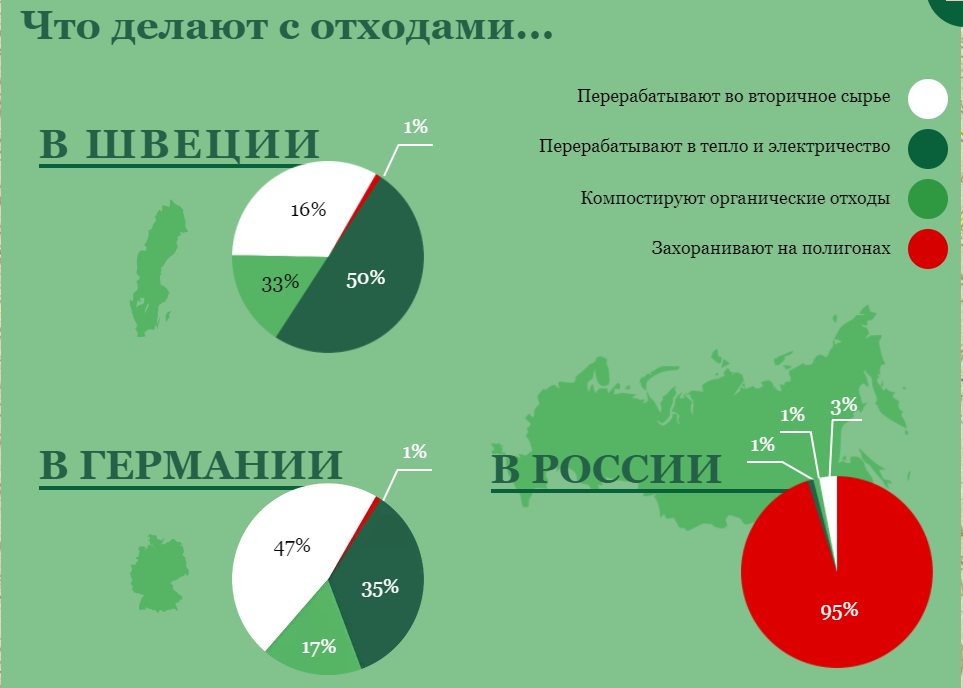 Что делают с отходами...
Перерабатывают во вторичное сырье
Перерабатывают в тепло и электричество
Компостируют органические отходы
Захоранивают на полигонах
В ШВЕЦИИ
1%
16%
33%
50%
В ГЕРМАНИИ
1%
47%
35%
17%
В РОССИИ
1%
1%
3%
95%